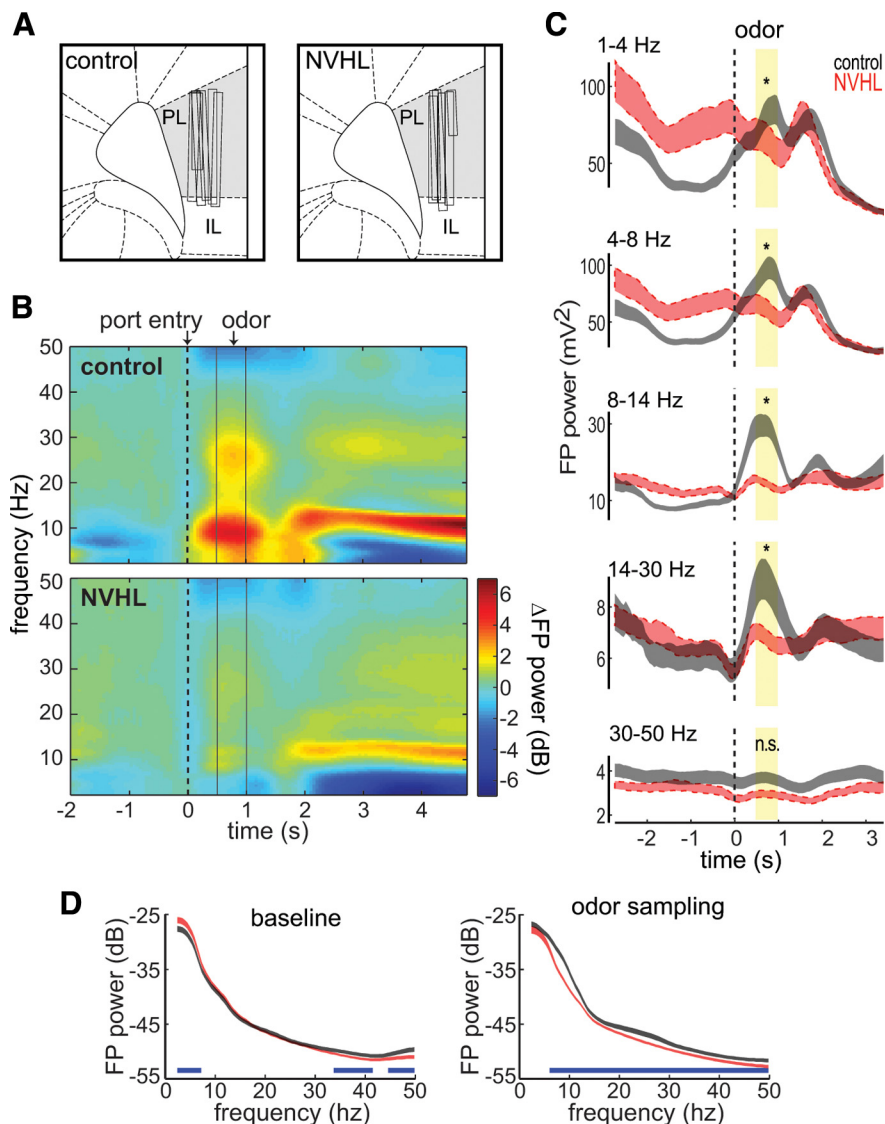 A
control
PL
IL
NVHL
PL
IL
B
port entry odor
control
NVHL
frequency (Hz)
50
40
30
20
10
50
40
30
20
10
-2 -1 0 1 2 3 4
time (s)
6
4
2
0
-2
-4
-6
ΔFP power (dB)
C
odor
control
NVHL
1-4 Hz
100
50
*
4-8 Hz
100
50
*
8-14 Hz
30
10
*
14-30 Hz
8
6
*
30-50 Hz
4
2
n.s.
FP power (mV²)
-2 -1 0 1 2 3
time (s)
D
baseline
FP power (dB)
-25
-35
-45
-55
0 10 20 30 40 50
frequency (hz)
odor sampling
FP power (dB)
-25
-35
-45
-55
0 10 20 30 40 50
frequency (hz)